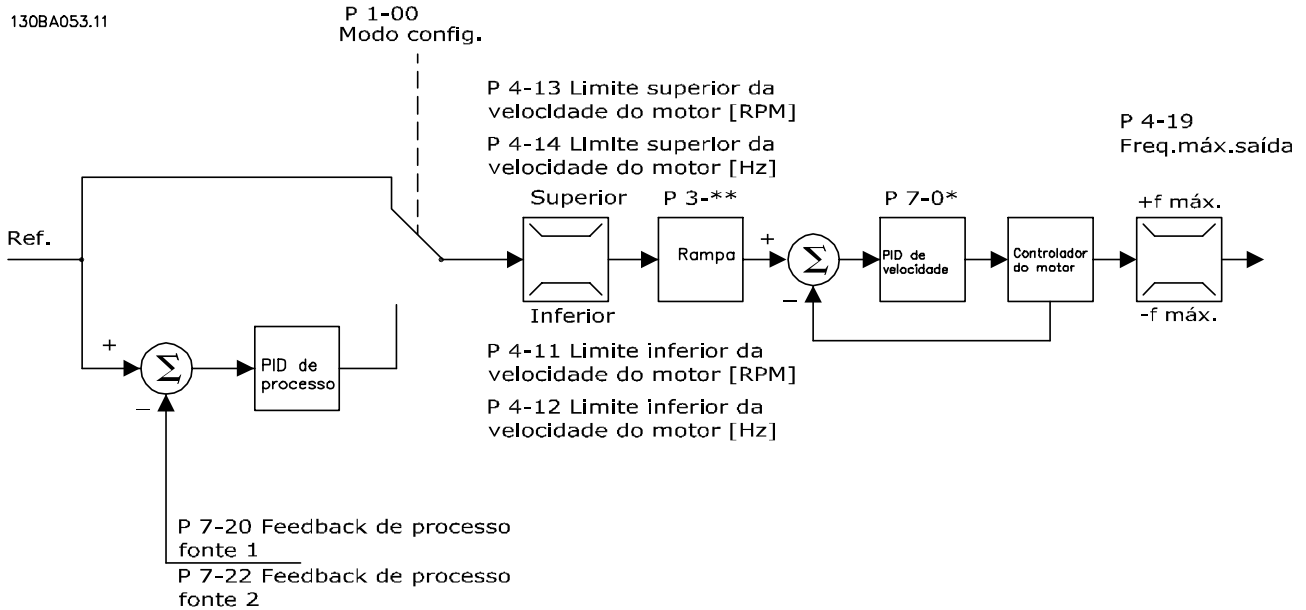 130BA053.11
P 1-00
Modo config.
P 4-13 Limite superior da
velocidade do motor [RPM]
P 4-14 Limite superior da
velocidade do motor [Hz]
P 4-19
Freq.máx.saída
Superior
P 3-**
P 7-0*
+f máx.
Ref.
+
Σ
−
Rampa
PID de
velocidade
Controlador
do motor
Inferior
-f máx.
+
Σ
−
PID de
processo
P 4-11 Limite inferior da
velocidade do motor [RPM]
P 4-12 Limite inferior da
velocidade do motor [Hz]
P 7-20 Feedback de processo
fonte 1
P 7-22 Feedback de processo
fonte 2